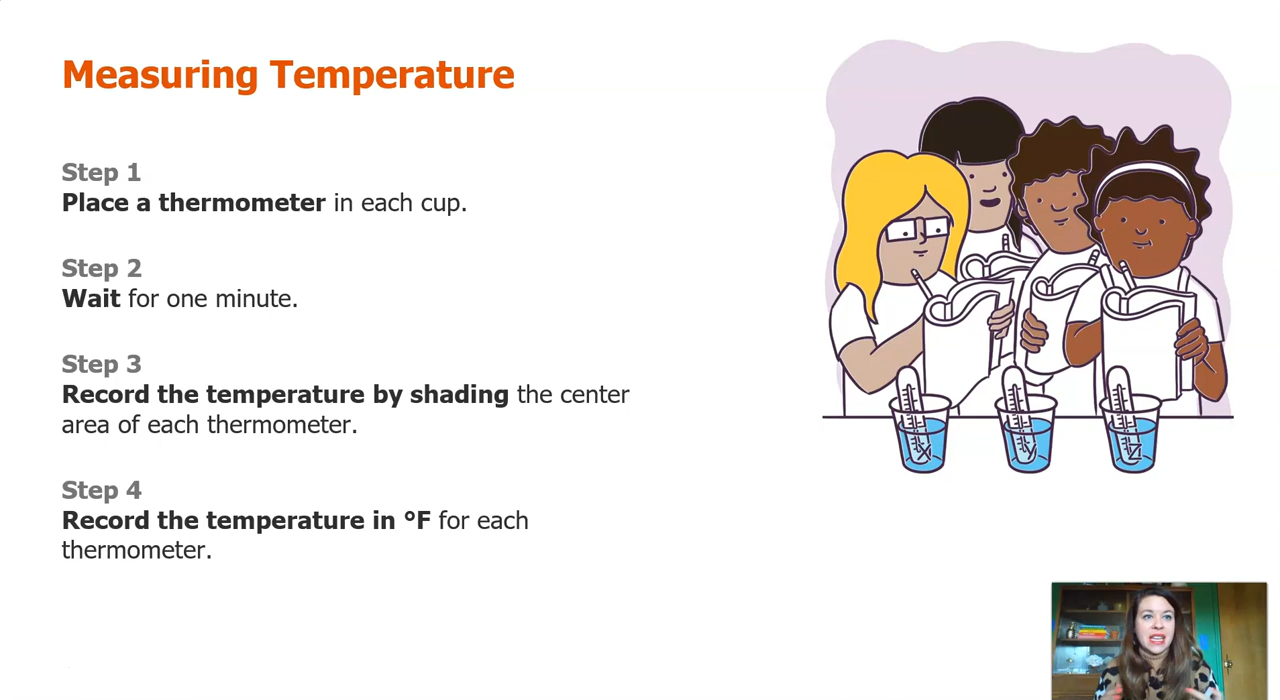 Measuring Temperature
Step 1
Place a thermometer in each cup.
Step 2
Wait for one minute.
Step 3
Record the temperature by shading the center
area of each thermometer.
Step 4
Record the temperature in °F for each
thermometer.
X Y Z